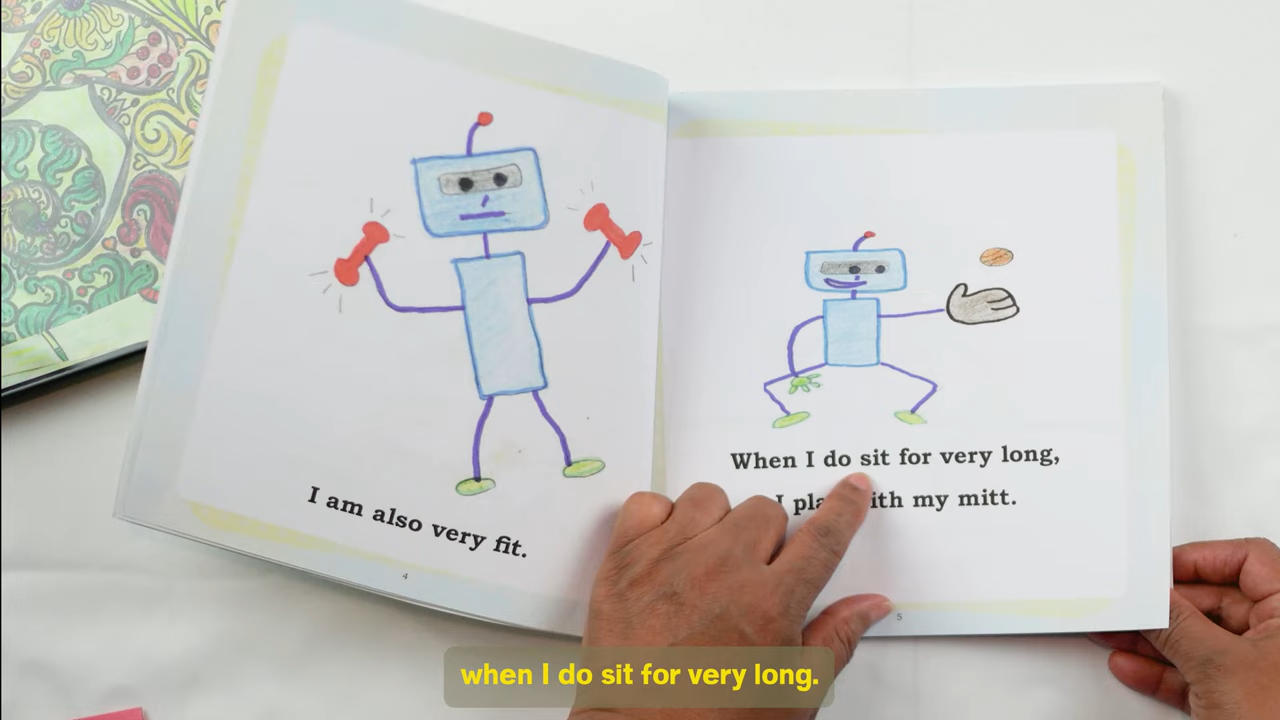 I am also very fit.
4
When I do sit for very long,
I with my mitt.
5
when I do sit for very long.